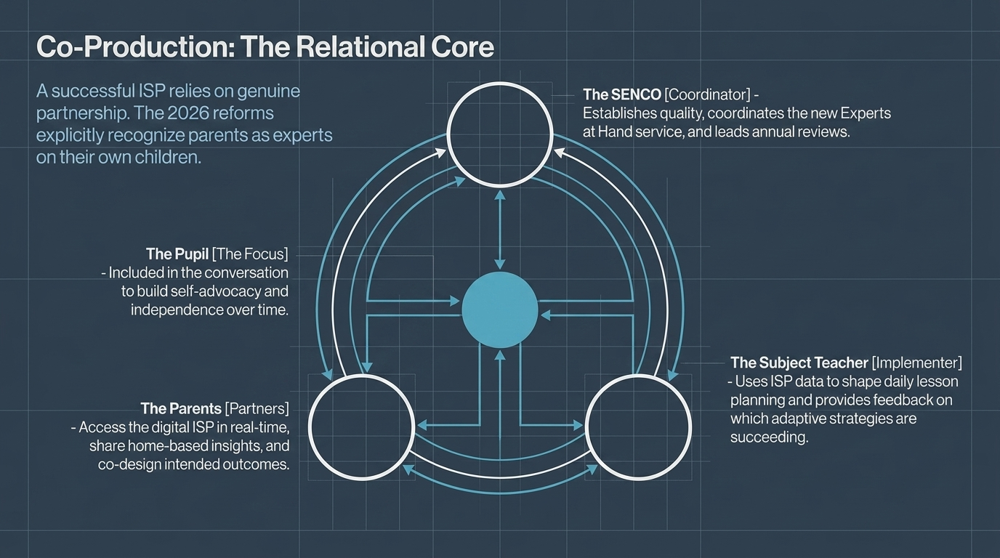 Co-Production: The Relational Core
A successful ISP relies on genuine
partnership. The 2026 reforms
explicitly recognize parents as experts
on their own children.
The SENCO [Coordinator] -
Establishes quality, coordinates the new Experts
at Hand service, and leads annual reviews.
The Pupil [The Focus]
- Included in the conversation
to build self-advocacy and
independence over time.
The Subject Teacher [Implementer]
- Uses ISP data to shape daily lesson
planning and provides feedback on
which adaptive strategies are
succeeding.
The Parents [Partners]
- Access the digital ISP in real-time,
share home-based insights, and
co-design intended outcomes.